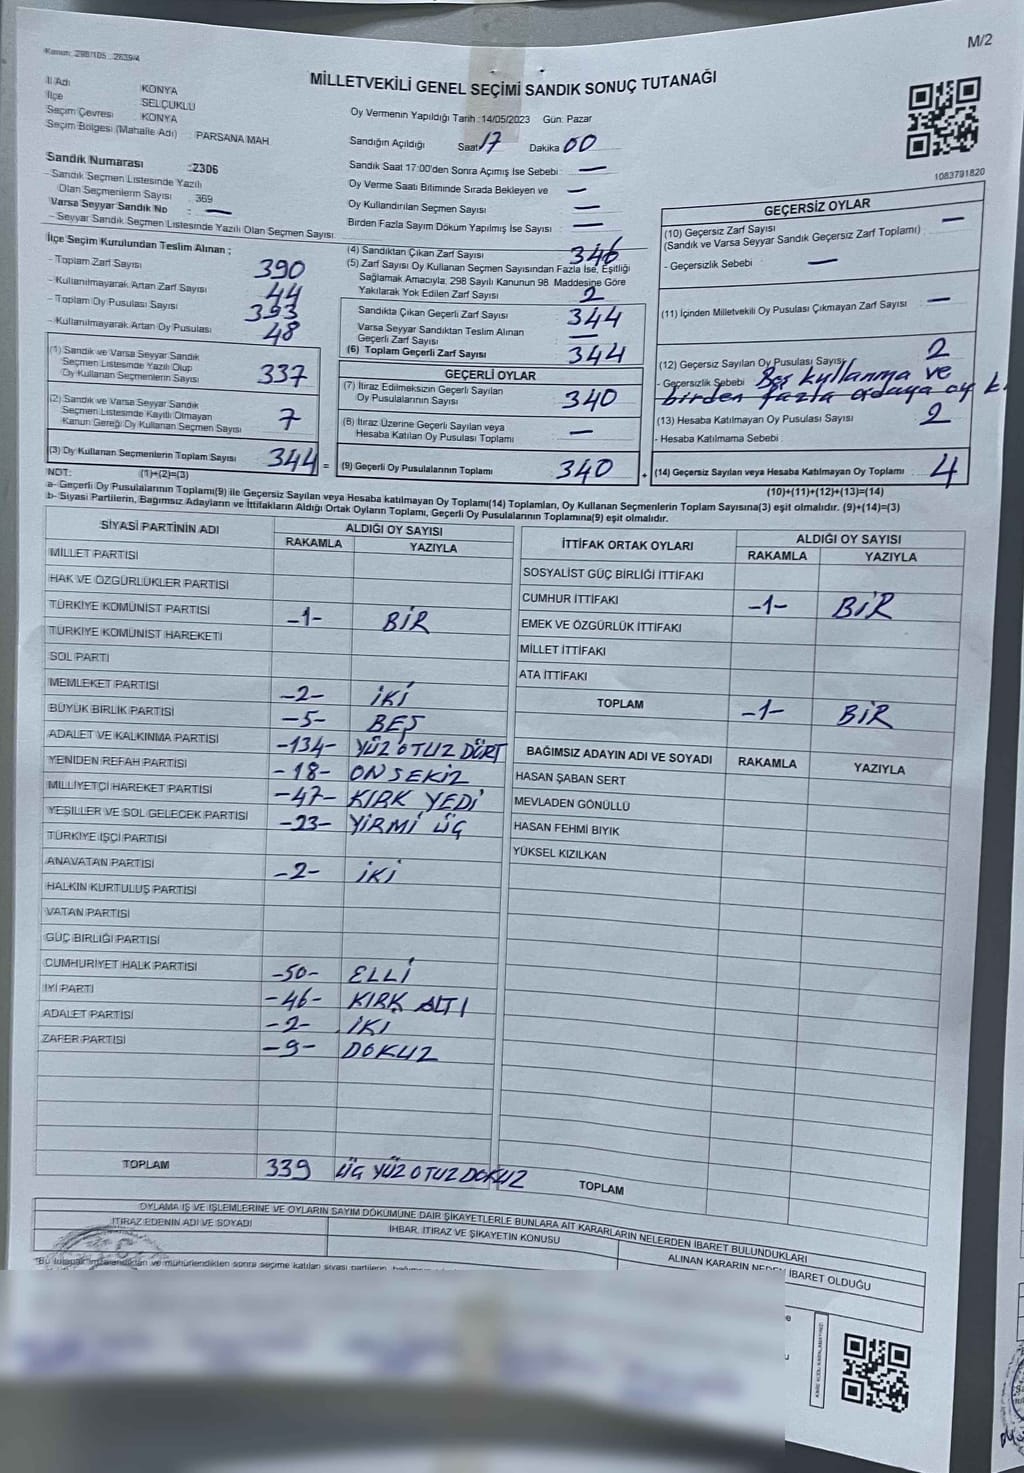 M/2
Kanun: 298/105 : 2839/4
MİLLETVEKİLİ GENEL SEÇİMİ SANDIK SONUÇ TUTANAĞI
İl Adı KONYA
İlçe SELÇUKLU
Seçim Çevresi KONYA
Seçim Bölgesi (Mahalle Adı) : PARSANA MAH
Sandık Numarası :2306
- Sandık Seçmen Listesinde Yazılı
Olan Seçmenlerin Sayısı : 369
Varsa Seyyar Sandık No : —
- Seyyar Sandık Seçmen Listesinde Yazılı Olan Seçmen Sayısı:
İlçe Seçim Kurulundan Teslim Alınan ;
- Toplam Zarf Sayısı 390
- Kullanılmayarak Artan Zarf Sayısı 44
- Toplam Oy Pusulası Sayısı 393
- Kullanılmayarak Artan Oy Pusulası 48
(1) Sandık ve Varsa Seyyar Sandık
Seçmen Listesinde Yazılı Olup
Oy Kullanan Seçmenlerin Sayısı 337
(2) Sandık ve Varsa Seyyar Sandık
Seçmen Listesinde Kayıtlı Olmayan
Kanun Gereği Oy Kullanan Seçmen Sayısı 7
(3) Oy Kullanan Seçmenlerin Toplam Sayısı 344 =
Oy Vermenin Yapıldığı Tarih :14/05/2023 Gün: Pazar
Sandığın Açıldığı Saat 17 Dakika 00
Sandık Saat 17:00'den Sonra Açımış İse Sebebi : —
Oy Verme Saati Bitiminde Sırada Bekleyen ve —
Oy Kullandırılan Seçmen Sayısı —
Birden Fazla Sayım Döküm Yapılmış İse Sayısı : —
(4) Sandıktan Çıkan Zarf Sayısı 346
(5) Zarf Sayısı Oy Kullanan Seçmen Sayısından Fazla İse, Eşitliği
Sağlamak Amacıyla, 298 Sayılı Kanunun 98. Maddesine Göre
Yakılarak Yok Edilen Zarf Sayısı 2
Sandıkta Çıkan Geçerli Zarf Sayısı 344
Varsa Seyyar Sandıktan Teslim Alınan
Geçerli Zarf Sayısı —
(6) Toplam Geçerli Zarf Sayısı 344
GEÇERLİ OYLAR
(7) İtiraz Edilmeksizin Geçerli Sayılan
Oy Pusulalarının Sayısı 340
(8) İtiraz Üzerine Geçerli Sayılan veya
Hesaba Katılan Oy Pusulası Toplamı —
(9) Geçerli Oy Pusulalarının Toplamı 340 +
1083791820
GEÇERSİZ OYLAR
(10) Geçersiz Zarf Sayısı —
(Sandık ve Varsa Seyyar Sandık Geçersiz Zarf Toplamı) :
- Geçersizlik Sebebi : —
(11) İçinden Milletvekili Oy Pusulası Çıkmayan Zarf Sayısı —
(12) Geçersiz Sayılan Oy Pusulası Sayısı 2
- Geçersizlik Sebebi Boş kullanma ve
birden fazla adaya oy k
(13) Hesaba Katılmayan Oy Pusulası Sayısı 2
- Hesaba Katılmama Sebebi :
(14) Geçersiz Sayılan veya Hesaba Katılmayan Oy Toplamı 4
NOT: (1)+(2)=(3)
(10)+(11)+(12)+(13)=(14)
a- Geçerli Oy Pusulalarının Toplamı(9) ile Geçersiz Sayılan veya Hesaba katılmayan Oy Toplamı(14) Toplamları, Oy Kullanan Seçmenlerin Toplam Sayısına(3) eşit olmalıdır. (9)+(14)=(3)
b- Siyasi Partilerin, Bağımsız Adayların ve İttifakların Aldığı Ortak Oyların Toplamı, Geçerli Oy Pusulalarının Toplamına(9) eşit olmalıdır.
SİYASİ PARTİNİN ADI ALDIĞI OY SAYISI
RAKAMLA YAZIYLA
MİLLET PARTİSİ
HAK VE ÖZGÜRLÜKLER PARTİSİ
TÜRKİYE KOMÜNİST PARTİSİ -1- BİR
TÜRKİYE KOMÜNİST HAREKETİ
SOL PARTİ
MEMLEKET PARTİSİ -2- İKİ
BÜYÜK BİRLİK PARTİSİ -5- BEŞ
ADALET VE KALKINMA PARTİSİ -134- YÜZ OTUZ DÖRT
YENİDEN REFAH PARTİSİ -18- ON SEKİZ
MİLLİYETÇİ HAREKET PARTİSİ -47- KIRK YEDİ
YEŞİLLER VE SOL GELECEK PARTİSİ -23- YİRMİ ÜÇ
TÜRKİYE İŞÇİ PARTİSİ
ANAVATAN PARTİSİ -2- İKİ
HALKIN KURTULUŞ PARTİSİ
VATAN PARTİSİ
GÜÇ BİRLİĞİ PARTİSİ
CUMHURİYET HALK PARTİSİ -50- ELLİ
İYİ PARTİ -46- KIRK ALTI
ADALET PARTİSİ -2- İKİ
ZAFER PARTİSİ -9- DOKUZ
TOPLAM 339 ÜÇ YÜZ OTUZ DOKUZ
İTTİFAK ORTAK OYLARI ALDIĞI OY SAYISI
RAKAMLA YAZIYLA
SOSYALİST GÜÇ BİRLİĞİ İTTİFAKI
CUMHUR İTTİFAKI -1- BİR
EMEK VE ÖZGÜRLÜK İTTİFAKI
MİLLET İTTİFAKI
ATA İTTİFAKI
TOPLAM -1- BİR
BAĞIMSIZ ADAYIN ADI VE SOYADI RAKAMLA YAZIYLA
HASAN ŞABAN SERT
MEVLADEN GÖNÜLLÜ
HASAN FEHMİ BIYIK
YÜKSEL KIZILKAN
TOPLAM
OYLAMA İŞ VE İŞLEMLERİNE VE OYLARIN SAYIM DÖKÜMÜNE DAİR ŞİKAYETLERLE BUNLARA AİT KARARLARIN NELERDEN İBARET BULUNDUKLARI
İTİRAZ EDENİN ADI VE SOYADI İHBAR, İTİRAZ VE ŞİKAYETİN KONUSU ALINAN KARARIN NEDEN İBARET OLDUĞU